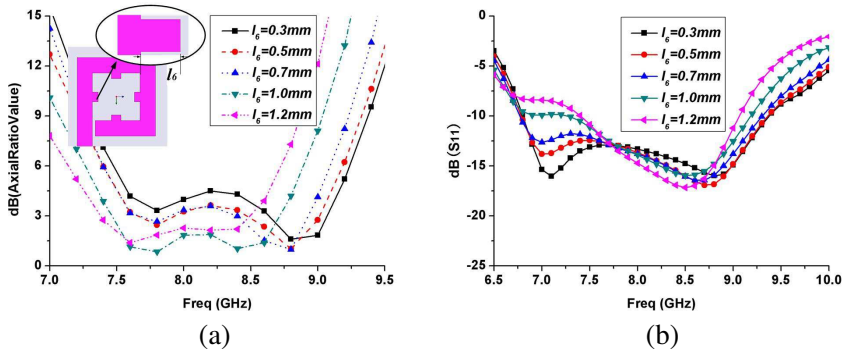 (a)
l6
l6=0.3mm
l6=0.5mm
l6=0.7mm
l6=1.0mm
l6=1.2mm
dB(AxialRatioValue)
15
12
9
6
3
0
7.0 7.5 8.0 8.5 9.0 9.5
Freq (GHz)
(a)
(b)
l6=0.3mm
l6=0.5mm
l6=0.7mm
l6=1.0mm
l6=1.2mm
dB (S11)
0
-5
-10
-15
-20
-25
6.5 7.0 7.5 8.0 8.5 9.0 9.5 10.0
Freq (GHz)
(b)